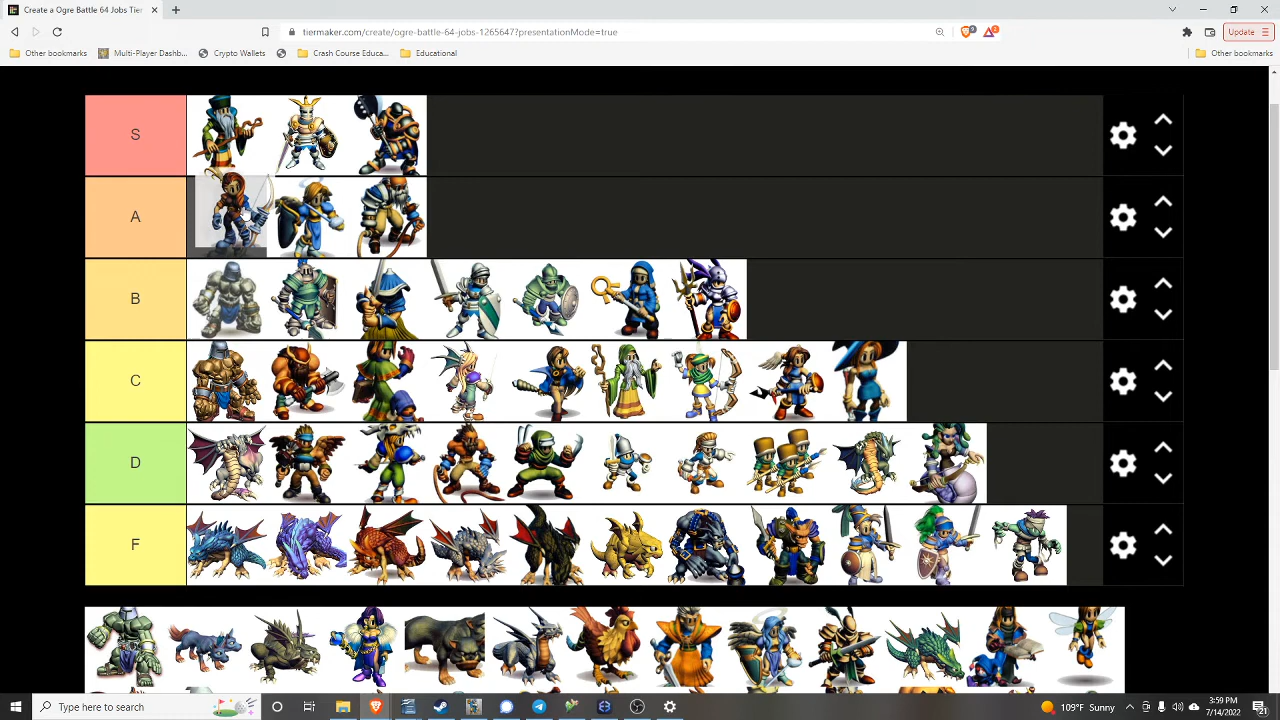 Create a Ogre Battle 64 Jobs Tier
tiermaker.com/create/ogre-battle-64-jobs-1265647?presentationMode=true
9
2
Update
Other bookmarks
Multi-Player Dashb...
Crypto Wallets
Crash Course Educa...
Educational
Other bookmarks
S
A
B
C
D
F
Type here to search
109°F Sunny
3:59 PM
7/14/2022